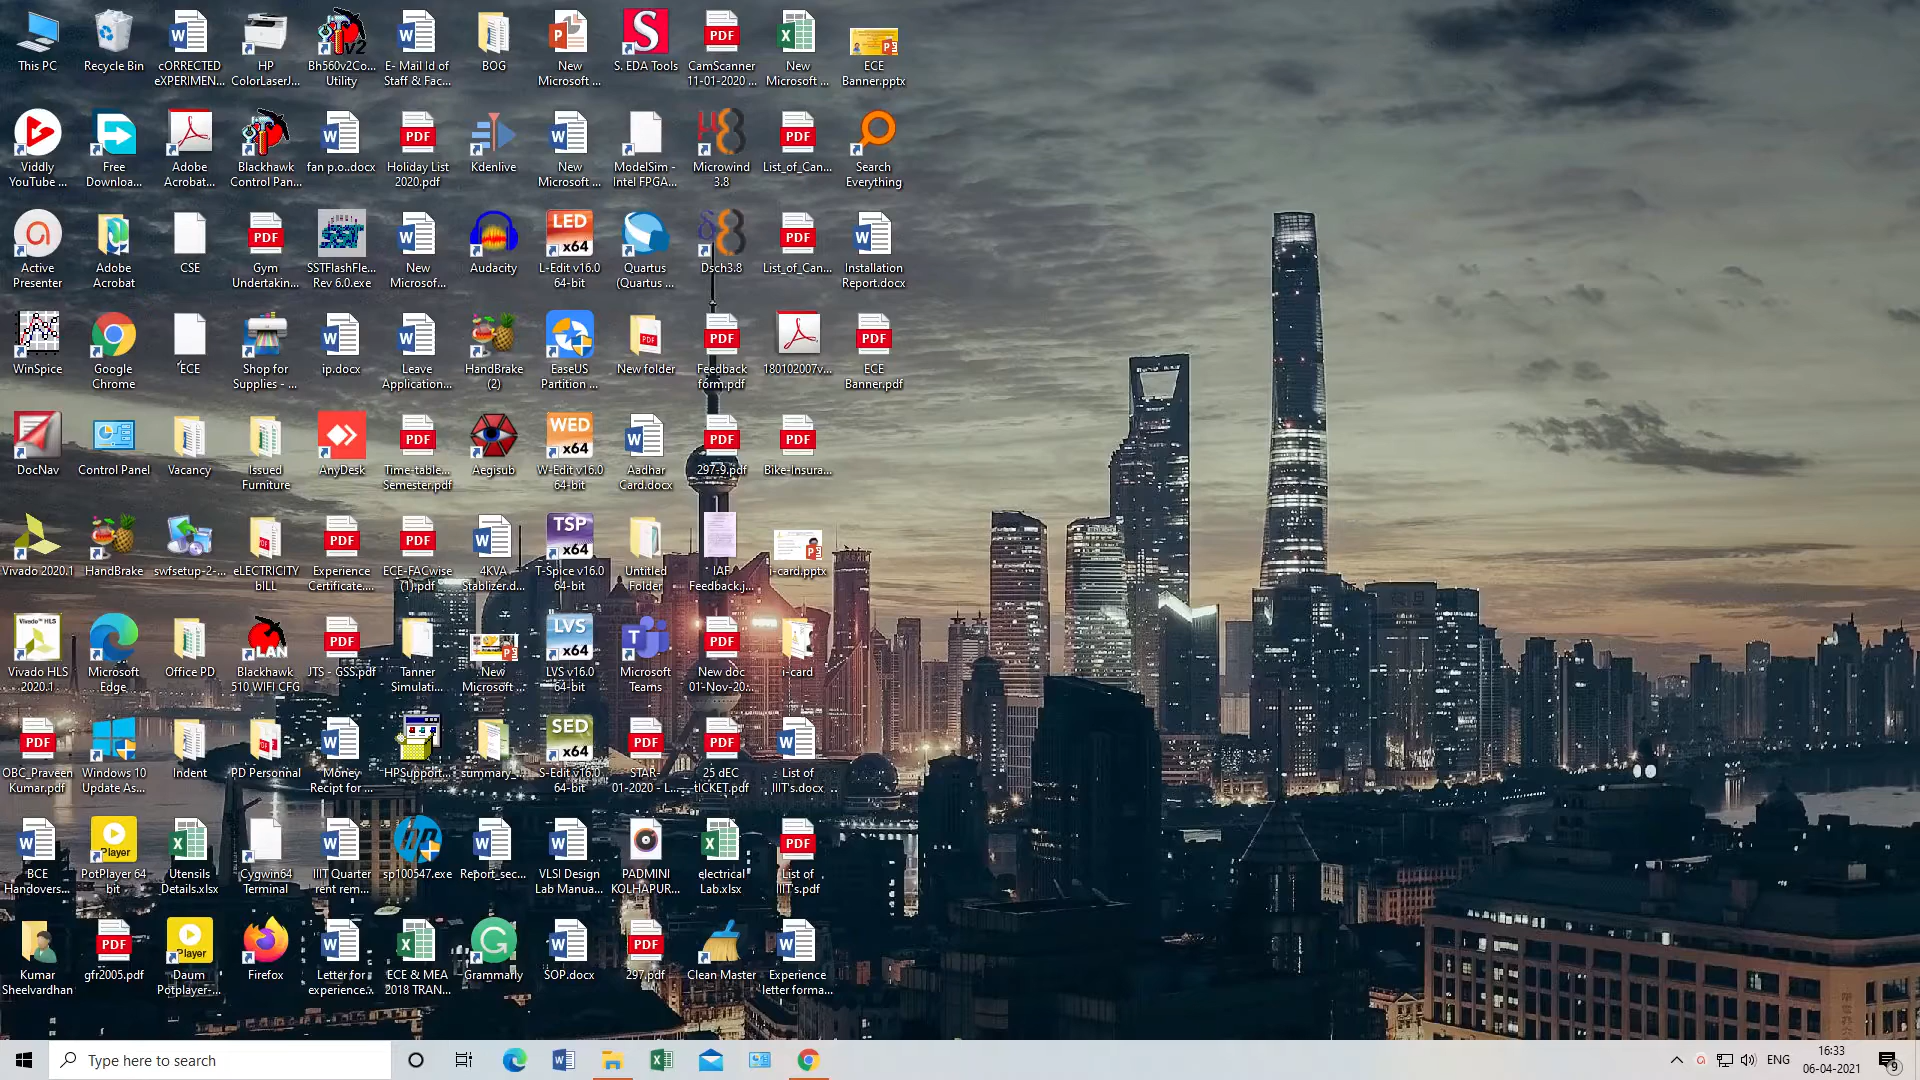 This PC
Recycle Bin
cORRECTED
eXPERIMEN...
HP
ColorLaserJ...
Bh560v2Co...
Utility
E- Mail Id of
Staff & Fac...
BOG
New
Microsoft ...
S. EDA Tools
CamScanner
11-01-2020 ...
New
Microsoft ...
ECE
Banner.pptx
Viddly
YouTube ...
Free
Downloa...
Adobe
Acrobat...
Blackhawk
Control Pan...
fan p.o..docx
Holiday List
2020.pdf
Kdenlive
New
Microsoft ...
ModelSim -
Intel FPGA...
Microwind
3.8
List_of_Can...
Search
Everything
Active
Presenter
Adobe
Acrobat
CSE
Gym
Undertakin...
SSTFlashFle...
Rev 6.0.exe
New
Microsof...
Audacity
LED
x64
L-Edit v16.0
64-bit
Quartus
(Quartus ...
Dsch3.8
List_of_Can...
Installation
Report.docx
WinSpice
Google
Chrome
ECE
Shop for
Supplies - ...
ip.docx
Leave
Application...
HandBrake
(2)
EaseUS
Partition ...
New folder
Feedback
form.pdf
180102007v...
ECE
Banner.pdf
DocNav
Control Panel
Vacancy
Issued
Furniture
AnyDesk
Time-table...
Semester.pdf
Aegisub
WED
x64
W-Edit v16.0
64-bit
Aadhar
Card.docx
297-9.pdf
Bike-Insura...
Vivado 2020.1
HandBrake
swfsetup-2-...
eLECTRICITY
bILL
Experience
Certificate....
ECE-FACwise
(1).pdf
4KVA
Stablizer.d...
TSP
x64
T-Spice v16.0
64-bit
Untitled
Folder
IAF
Feedback.j...
i-card.pptx
Vivado HLS
2020.1
Microsoft
Edge
Office PD
Blackhawk
510 WIFI CFG
JTS - GSS.pdf
Tanner
Simulati...
New
Microsoft ...
LVS
x64
LVS v16.0
64-bit
Microsoft
Teams
New doc
01-Nov-20...
i-card
OBC_Praveen
Kumar.pdf
Windows 10
Update As...
Indent
PD Personnal
Money
Recipt for ...
HPSupport...
summary_...
SED
x64
S-Edit v16.0
64-bit
STAR-
01-2020 - L...
25 dEC
tICKET.pdf
List of
IIIT's.docx
BCE
Handovers...
PotPlayer 64
bit
Utensils
Details.xlsx
Cygwin64
Terminal
IIIT Quarter
rent rem...
sp100547.exe
Report_sec...
VLSI Design
Lab Manua...
PADMINI
KOLHAPUR...
electrical
Lab.xlsx
List of
IIIT's.pdf
Kumar
Sheelvardhan
gfr2005.pdf
Daum
Potplayer-...
Firefox
Letter for
experience...
ECE & MEA
2018 TRAN...
Grammarly
SOP.docx
297.pdf
Clean Master
Experience
letter forma...
Type here to search
ENG
16:33
06-04-2021
9